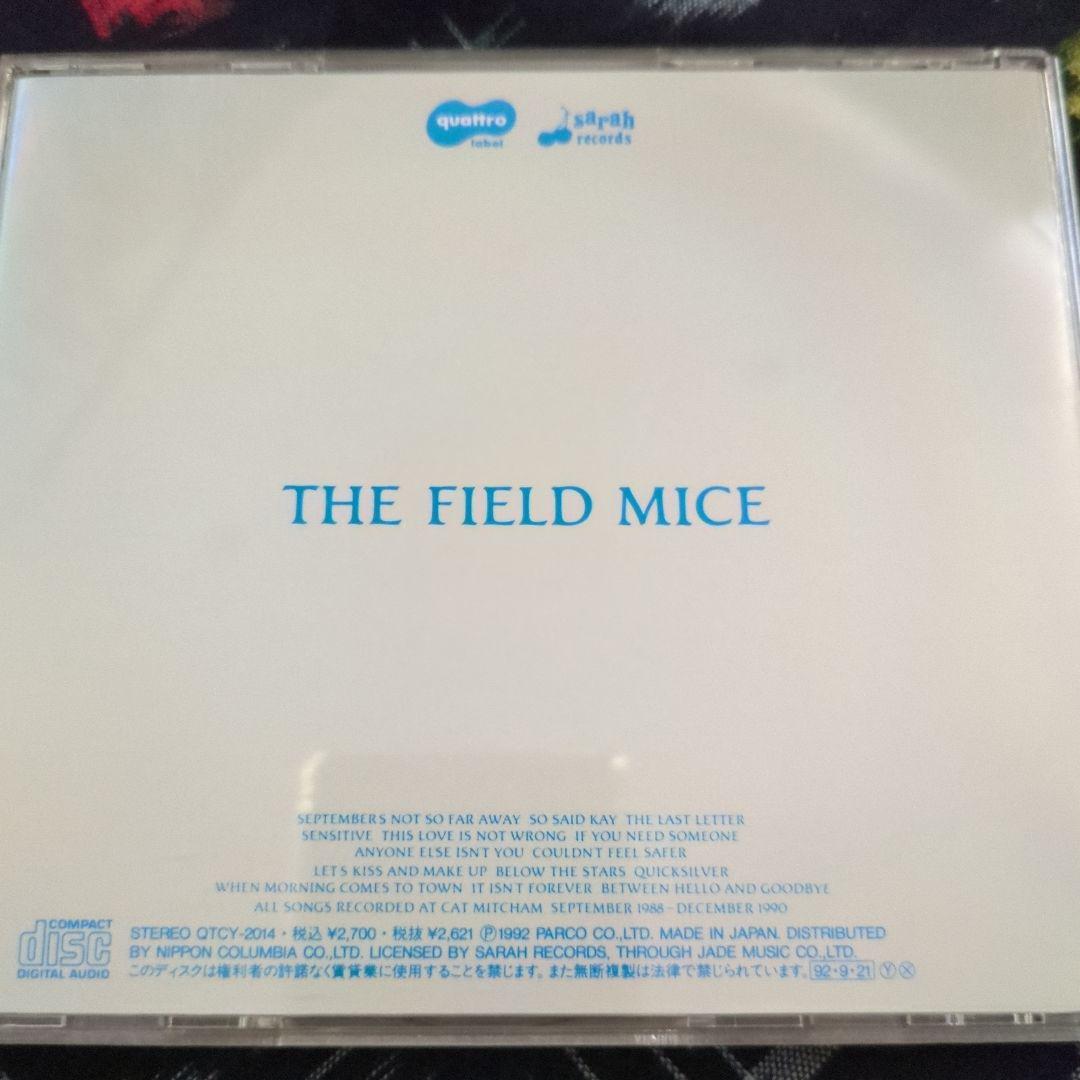 quattro
label
sarah
records
THE FIELD MICE
SEPTEMBERS NOT SO FAR AWAY SO SAID KAY THE LAST LETTER
SENSITIVE THIS LOVE IS NOT WRONG IF YOU NEED SOMEONE
ANYONE ELSE ISNT YOU COULDNT FEEL SAFER
LETS KISS AND MAKE UP BELOW THE STARS QUICKSILVER
WHEN MORNING COMES TO TOWN IT ISNT FOREVER BETWEEN HELLO AND GOODBYE
ALL SONGS RECORDED AT CAT MITCHAM SEPTEMBER 1988-DECEMBER 1990
COMPACT
disc
DIGITAL AUDIO
STEREO QTCY-2014・税込 ¥2,700・税抜 ¥2,621 Ⓟ1992 PARCO CO.,LTD. MADE IN JAPAN. DISTRIBUTED
BY NIPPON COLUMBIA CO.,LTD. LICENSED BY SARAH RECORDS, THROUGH JADE MUSIC CO.,LTD.
このディスクは権利者の許諾なく賃貸業に使用することを禁じます。また無断複製は法律で禁じられています。92・9・21 Ⓨ Ⓧ